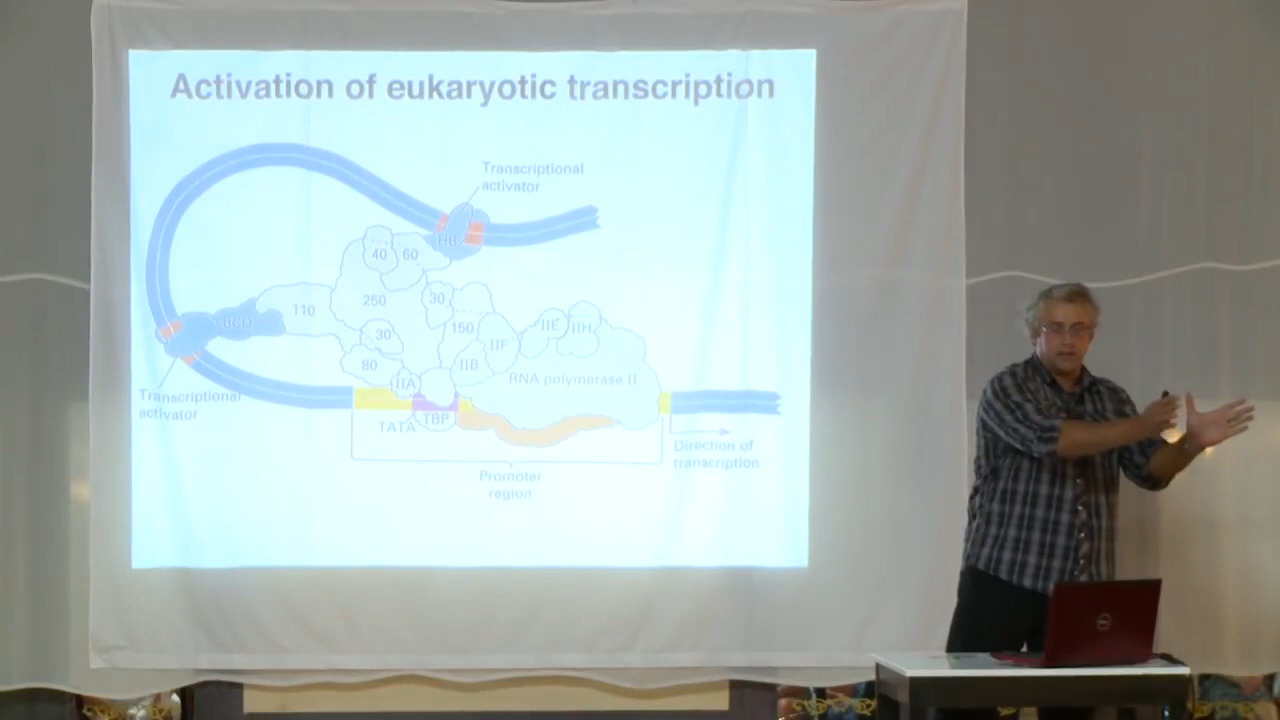 Activation of eukaryotic transcription
Transcriptional
activator
HB
40
60
260
30
110
BCD
150
30
IIF
IIE
IIH
80
IIB
IIA
RNA polymerase II
Transcriptional
activator
TATA
TBP
Direction of
transcription
Promoter
region